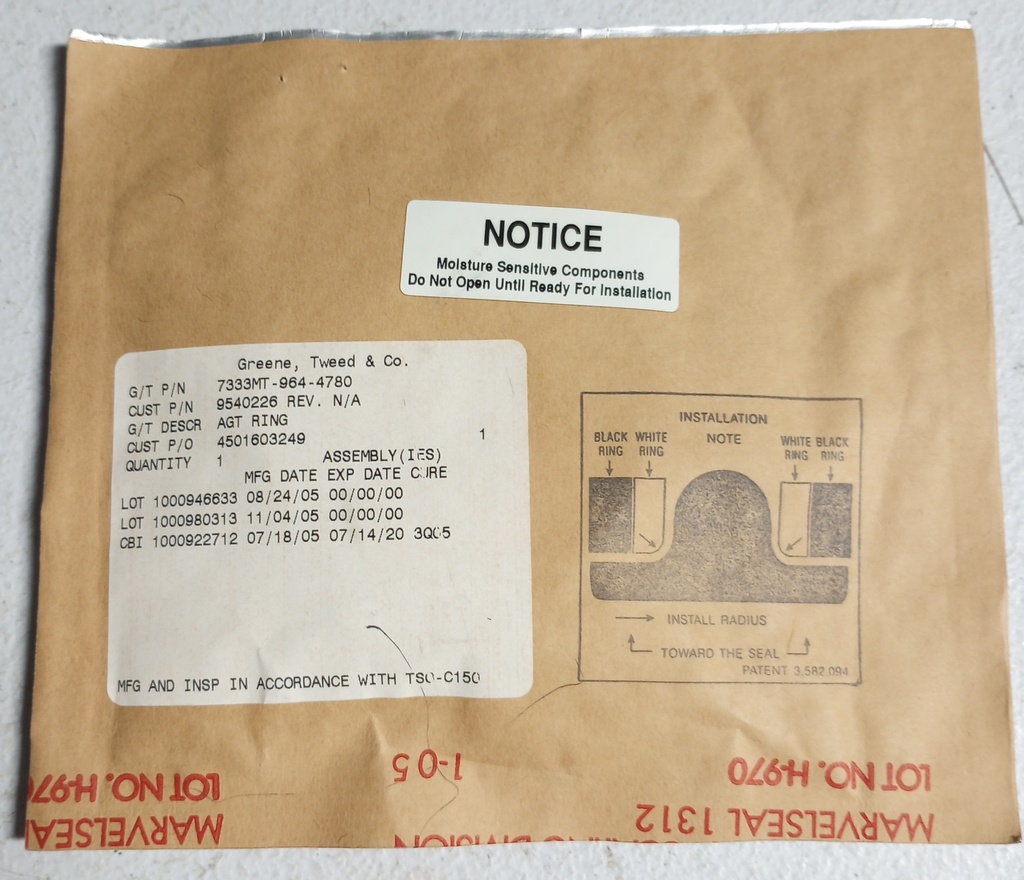 NOTICE
Moisture Sensitive Components
Do Not Open Until Ready For Installation
Greene, Tweed & Co.
G/T P/N 7333MT-964-4780
CUST P/N 9540226 REV. N/A
G/T DESCR AGT RING
CUST P/O 4501603249 1
QUANTITY 1 ASSEMBLY(IES)
MFG DATE EXP DATE CURE
LOT 1000946633 08/24/05 00/00/00
LOT 1000980313 11/04/05 00/00/00
CBI 1000922712 07/18/05 07/14/20 3Q05
MFG AND INSP IN ACCORDANCE WITH TSO-C150
INSTALLATION
NOTE
BLACK RING
WHITE RING
WHITE RING
BLACK RING
INSTALL RADIUS
TOWARD THE SEAL
PATENT 3,582,094
LOT NO. H-970
1-05
LOT NO. H-970
MARVELSEAL 1312
DIVISION
MARVELSEA